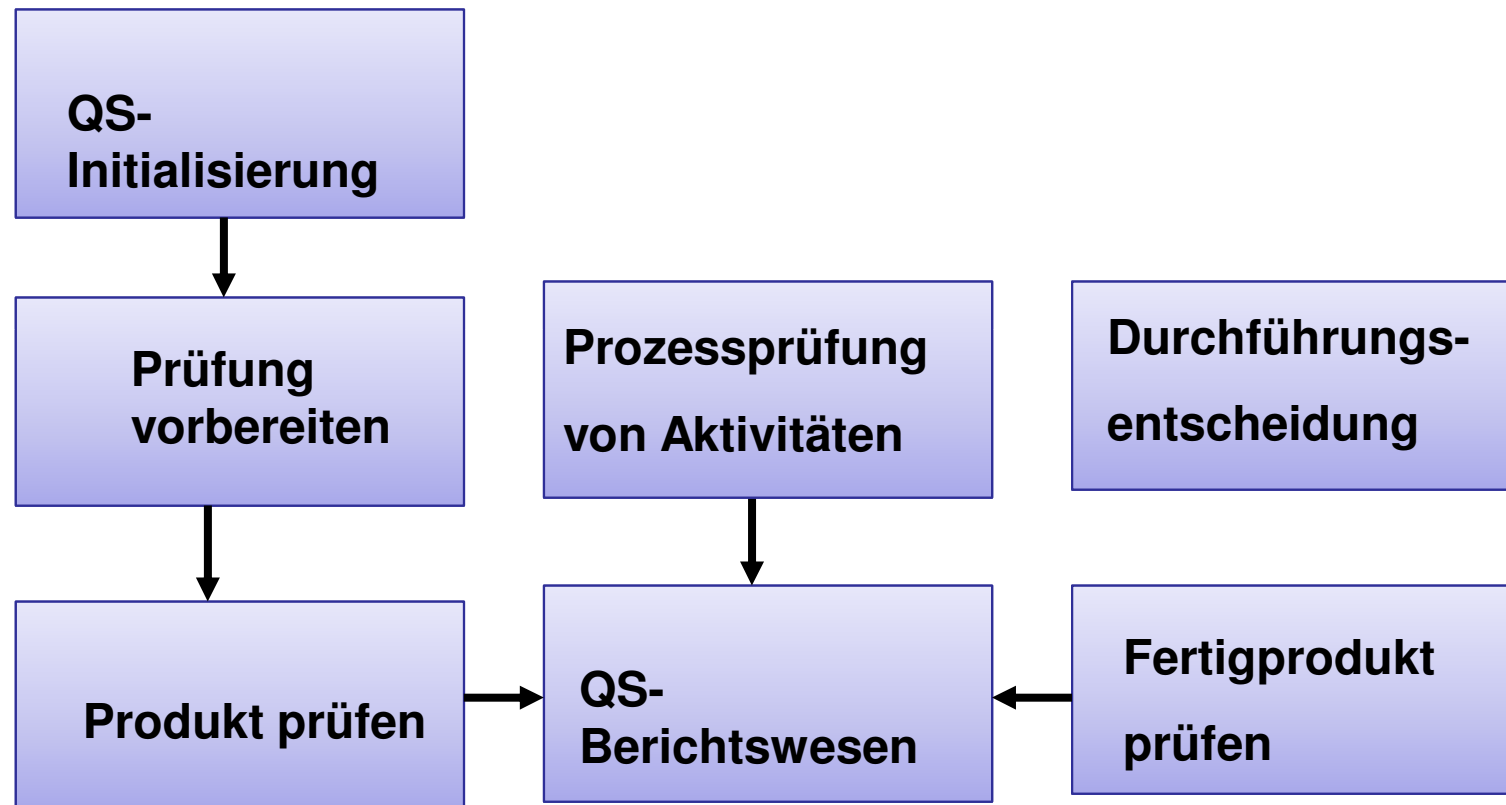 QS-
Initialisierung
Prüfung
vorbereiten
Prozessprüfung
von Aktivitäten
Durchführungs-
entscheidung
Produkt prüfen
QS-
Berichtswesen
Fertigprodukt
prüfen